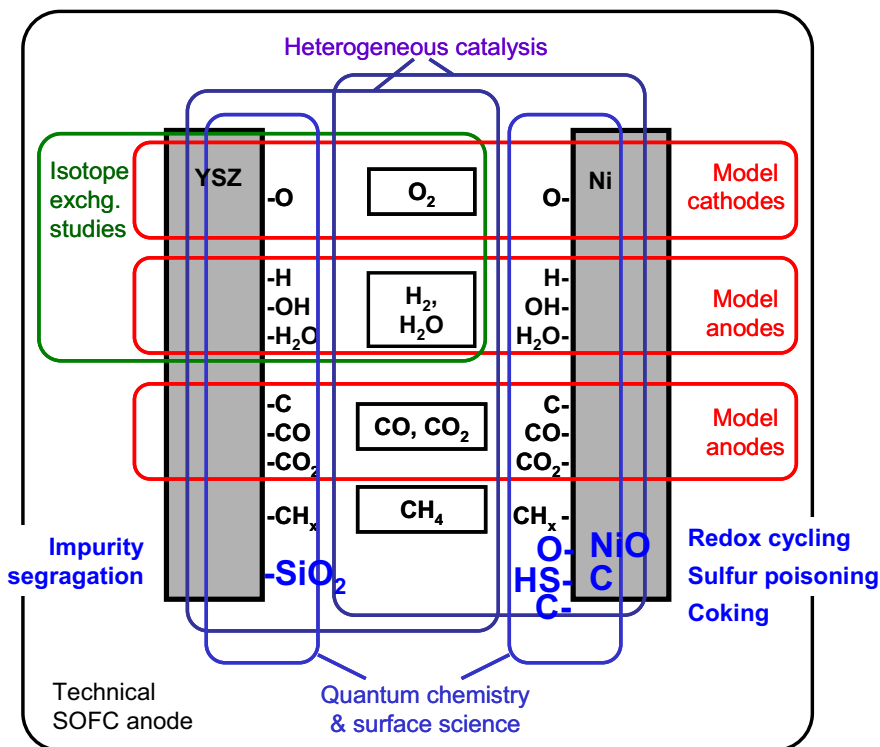 Heterogeneous catalysis
Isotope
exchg.
studies
YSZ
-O
O₂
O-
Ni
Model
cathodes
-H
-OH
-H₂O
H₂,
H₂O
H-
OH-
H₂O-
Model
anodes
-C
-CO
-CO₂
CO, CO₂
C-
CO-
CO₂-
Model
anodes
-CHₓ
CH₄
CHₓ-
Impurity
segragation
-SiO₂
O- NiO
HS- C
C-
Redox cycling
Sulfur poisoning
Coking
Technical
SOFC anode
Quantum chemistry
& surface science